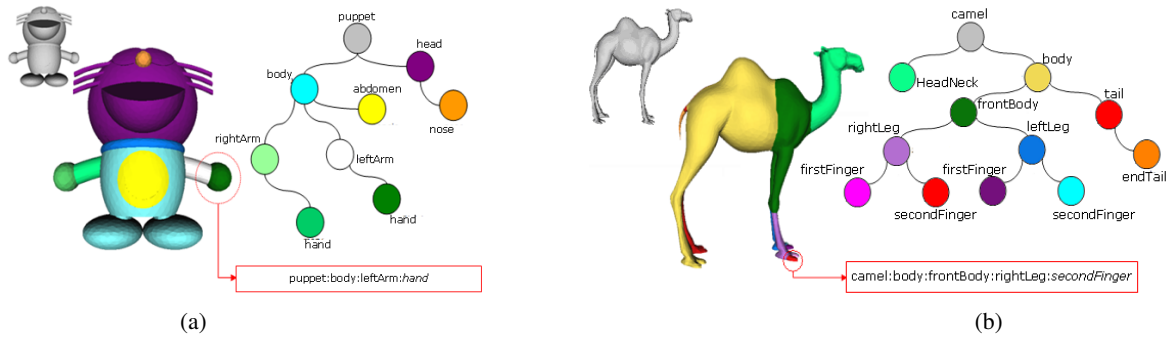 puppet
head
body
abdomen
nose
rightArm
leftArm
hand
hand
puppet:body:leftArm:hand
(a)
camel
body
HeadNeck
frontBody
tail
rightLeg
leftLeg
firstFinger
firstFinger
endTail
secondFinger
secondFinger
camel:body:frontBody:rightLeg:secondFinger
(b)